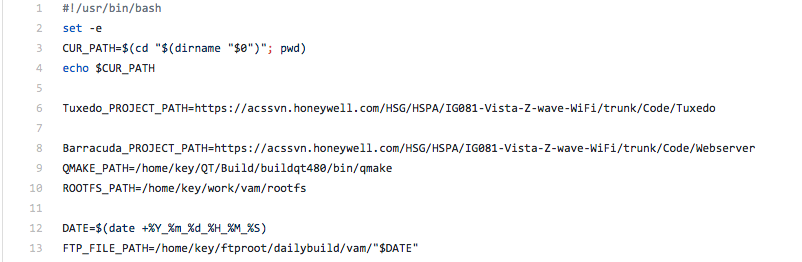 1 #!/usr/bin/bash
2 set -e
3 CUR_PATH=$(cd "$(dirname "$0")"; pwd)
4 echo $CUR_PATH
5
6 Tuxedo_PROJECT_PATH=https://acssvn.honeywell.com/HSG/HSPA/IG081-Vista-Z-wave-WiFi/trunk/Code/Tuxedo
7
8 Barracuda_PROJECT_PATH=https://acssvn.honeywell.com/HSG/HSPA/IG081-Vista-Z-wave-WiFi/trunk/Code/Webserver
9 QMAKE_PATH=/home/key/QT/Build/buildqt480/bin/qmake
10 ROOTFS_PATH=/home/key/work/vam/rootfs
11
12 DATE=$(date +%Y_%m_%d_%H_%M_%S)
13 FTP_FILE_PATH=/home/key/ftproot/dailybuild/vam/"$DATE"